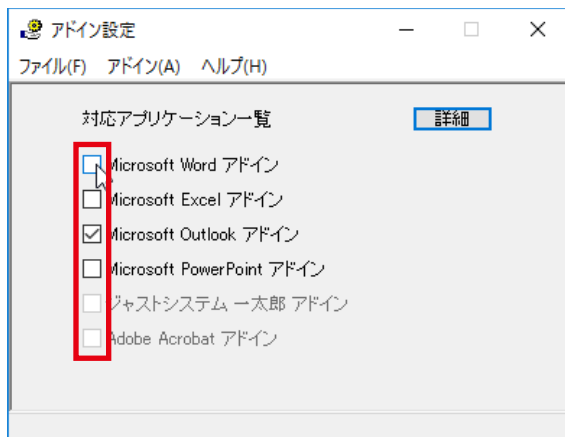 アドイン設定
ファイル(F) アドイン(A) ヘルプ(H)
対応アプリケーション一覧 詳細
Microsoft Word アドイン
Microsoft Excel アドイン
Microsoft Outlook アドイン
Microsoft PowerPoint アドイン
ジャストシステム 一太郎 アドイン
Adobe Acrobat アドイン